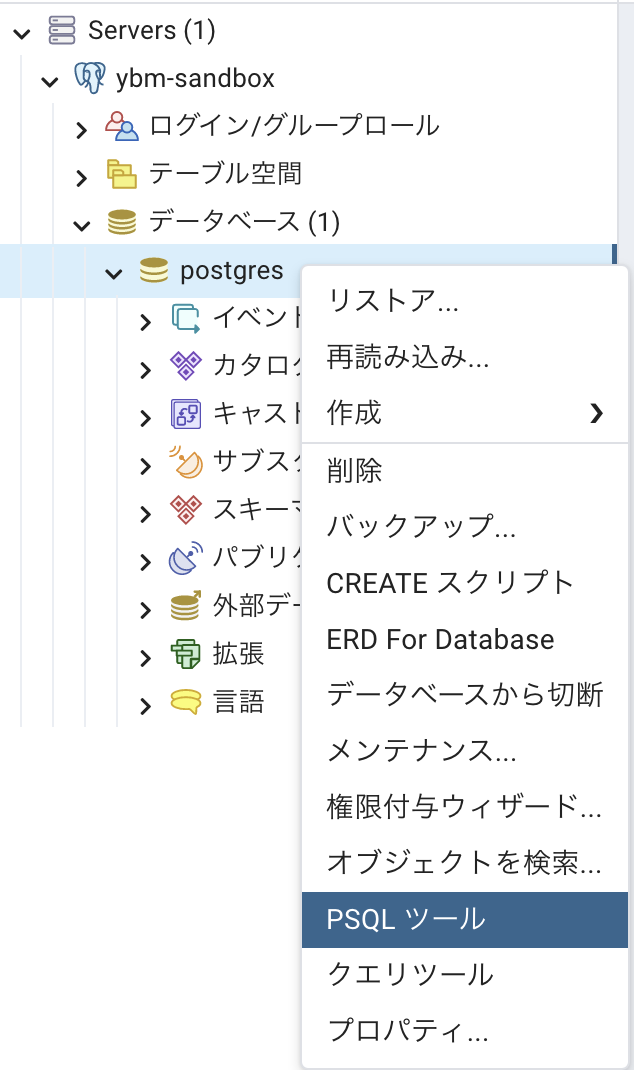 Servers (1)
ybm-sandbox
ログイン/グループロール
テーブル空間
データベース (1)
postgres
イベント
カタログ
キャスト
サブスク
スキーマ
パブリケ
外部デー
拡張
言語
リストア...
再読み込み...
作成
削除
バックアップ...
CREATE スクリプト
ERD For Database
データベースから切断
メンテナンス...
権限付与ウィザード...
オブジェクトを検索...
PSQL ツール
クエリツール
プロパティ...